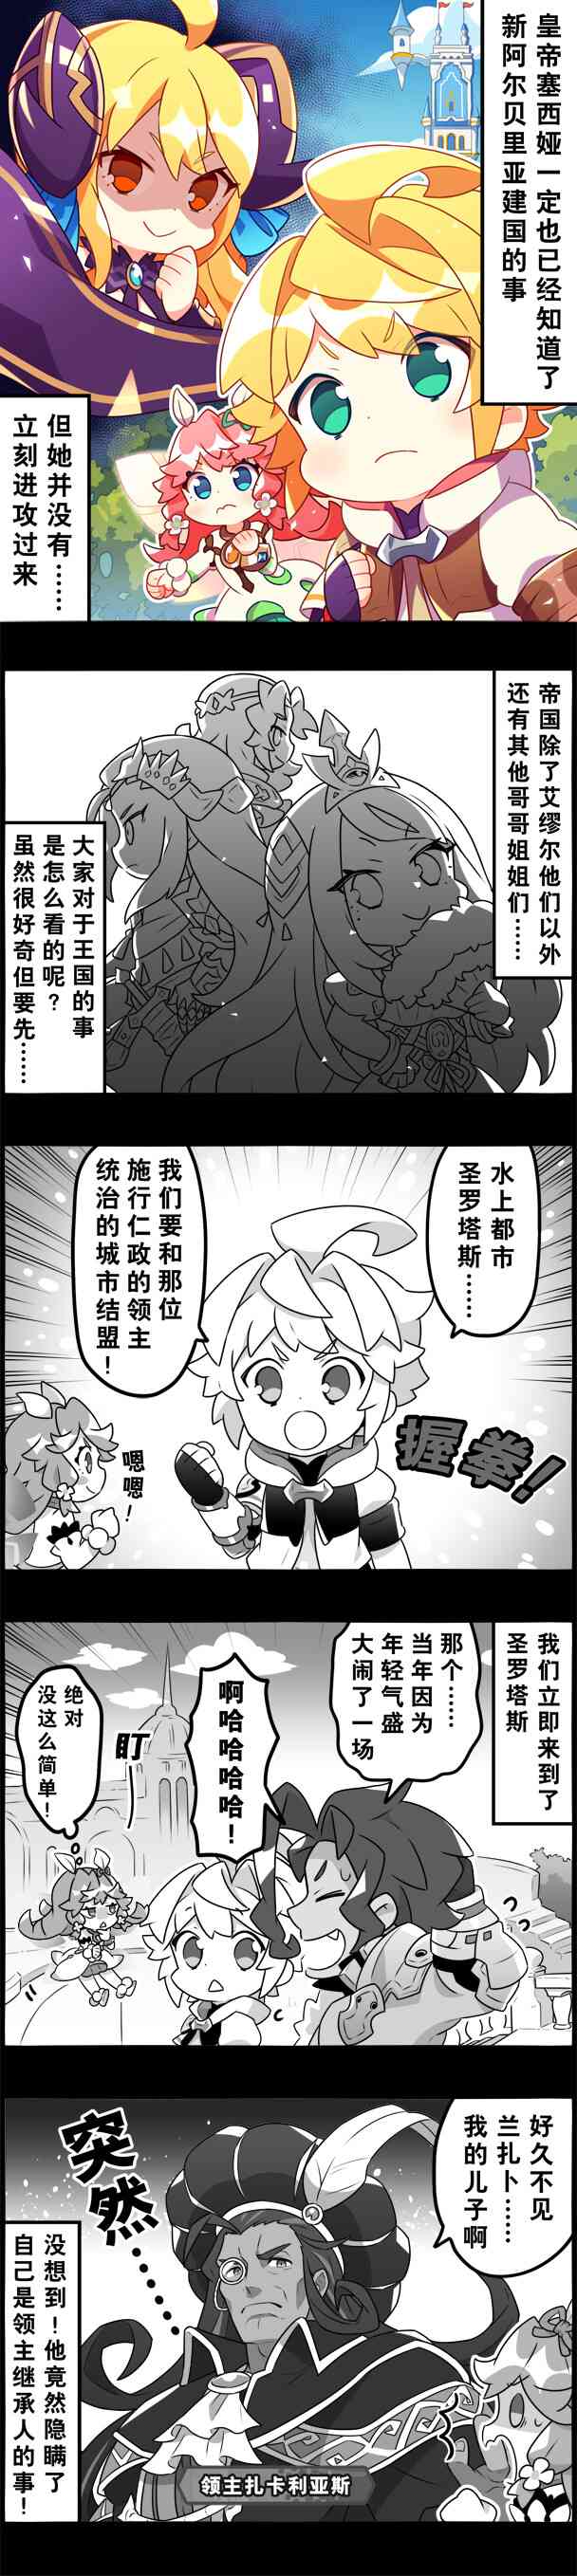 皇帝塞西娅一定也已经知道了
新阿尔贝里亚建国的事
但她并没有……
立刻进攻过来
帝国除了艾缪尔他们以外
还有其他哥哥姐姐们……
大家对于王国的事
是怎么看的呢?
虽然很好奇但要先……
水上都市
圣罗塔斯……
我们要和那位
施行仁政的领主
统治的城市结盟!
握拳!
嗯嗯!
我们立即来到了
圣罗塔斯
那个……
当年因为
年轻气盛
大闹了一场
啊哈哈哈哈!
盯
绝对
没这么简单!
好久不见
兰扎卜……
我的儿子啊
突然……
领主扎卡利亚斯
没想到!他竟然隐瞒了
自己是领主继承人的事!